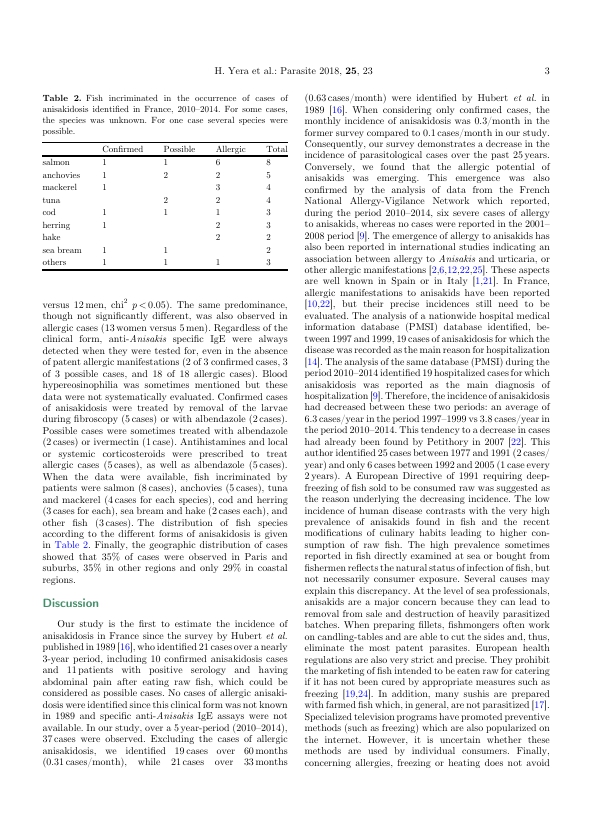 H. Yera et al.: Parasite 2018, 25, 23
3
Table 2. Fish incriminated in the occurrence of cases of
anisakidosis identified in France, 2010–2014. For some cases,
the species was unknown. For one case several species were
possible.
Confirmed Possible Allergic Total
salmon 1 1 6 8
anchovies 1 2 2 5
mackerel 1 3 4
tuna 2 2 4
cod 1 1 1 3
herring 1 2 3
hake 2 2
sea bream 1 1 2
others 1 1 1 3
versus 12 men, chi² p < 0.05). The same predominance,
though not significantly different, was also observed in
allergic cases (13 women versus 5 men). Regardless of the
clinical form, anti-Anisakis specific IgE were always
detected when they were tested for, even in the absence
of patent allergic manifestations (2 of 3 confirmed cases, 3
of 3 possible cases, and 18 of 18 allergic cases). Blood
hypereosinophilia was sometimes mentioned but these
data were not systematically evaluated. Confirmed cases
of anisakidosis were treated by removal of the larvae
during fibroscopy (5 cases) or with albendazole (2 cases).
Possible cases were sometimes treated with albendazole
(2 cases) or ivermectin (1 case). Antihistamines and local
or systemic corticosteroids were prescribed to treat
allergic cases (5 cases), as well as albendazole (5 cases).
When the data were available, fish incriminated by
patients were salmon (8 cases), anchovies (5 cases), tuna
and mackerel (4 cases for each species), cod and herring
(3 cases for each), sea bream and hake (2 cases each), and
other fish (3 cases). The distribution of fish species
according to the different forms of anisakidosis is given
in Table 2. Finally, the geographic distribution of cases
showed that 35% of cases were observed in Paris and
suburbs, 35% in other regions and only 29% in coastal
regions.
Discussion
Our study is the first to estimate the incidence of
anisakidosis in France since the survey by Hubert et al.
published in 1989 [16], who identified 21 cases over a nearly
3-year period, including 10 confirmed anisakidosis cases
and 11 patients with positive serology and having
abdominal pain after eating raw fish, which could be
considered as possible cases. No cases of allergic anisaki-
dosis were identified since this clinical form was not known
in 1989 and specific anti-Anisakis IgE assays were not
available. In our study, over a 5 year-period (2010–2014),
37 cases were observed. Excluding the cases of allergic
anisakidosis, we identified 19 cases over 60 months
(0.31 cases/month), while 21 cases over 33 months
(0.63 cases/month) were identified by Hubert et al. in
1989 [16]. When considering only confirmed cases, the
monthly incidence of anisakidosis was 0.3/month in the
former survey compared to 0.1 cases/month in our study.
Consequently, our survey demonstrates a decrease in the
incidence of parasitological cases over the past 25 years.
Conversely, we found that the allergic potential of
anisakids was emerging. This emergence was also
confirmed by the analysis of data from the French
National Allergy-Vigilance Network which reported,
during the period 2010–2014, six severe cases of allergy
to anisakids, whereas no cases were reported in the 2001–
2008 period [9]. The emergence of allergy to anisakids has
also been reported in international studies indicating an
association between allergy to Anisakis and urticaria, or
other allergic manifestations [2,6,12,22,25]. These aspects
are well known in Spain or in Italy [1,21]. In France,
allergic manifestations to anisakids have been reported
[10,22], but their precise incidences still need to be
evaluated. The analysis of a nationwide hospital medical
information database (PMSI) database identified, be-
tween 1997 and 1999, 19 cases of anisakidosis for which the
disease was recorded as the main reason for hospitalization
[14]. The analysis of the same database (PMSI) during the
period 2010–2014 identified 19 hospitalized cases for which
anisakidosis was reported as the main diagnosis of
hospitalization [9]. Therefore, the incidence of anisakidosis
had decreased between these two periods: an average of
6.3 cases/year in the period 1997–1999 vs 3.8 cases/year in
the period 2010–2014. This tendency to a decrease in cases
had already been found by Petithory in 2007 [22]. This
author identified 25 cases between 1977 and 1991 (2 cases/
year) and only 6 cases between 1992 and 2005 (1 case every
2 years). A European Directive of 1991 requiring deep-
freezing of fish sold to be consumed raw was suggested as
the reason underlying the decreasing incidence. The low
incidence of human disease contrasts with the very high
prevalence of anisakids found in fish and the recent
modifications of culinary habits leading to higher con-
sumption of raw fish. The high prevalence sometimes
reported in fish directly examined at sea or bought from
fishermen reflects the natural status of infection of fish, but
not necessarily consumer exposure. Several causes may
explain this discrepancy. At the level of sea professionals,
anisakids are a major concern because they can lead to
removal from sale and destruction of heavily parasitized
batches. When preparing fillets, fishmongers often work
on candling-tables and are able to cut the sides and, thus,
eliminate the most patent parasites. European health
regulations are also very strict and precise. They prohibit
the marketing of fish intended to be eaten raw for catering
if it has not been cured by appropriate measures such as
freezing [19,24]. In addition, many sushis are prepared
with farmed fish which, in general, are not parasitized [17].
Specialized television programs have promoted preventive
methods (such as freezing) which are also popularized on
the internet. However, it is uncertain whether these
methods are used by individual consumers. Finally,
concerning allergies, freezing or heating does not avoid